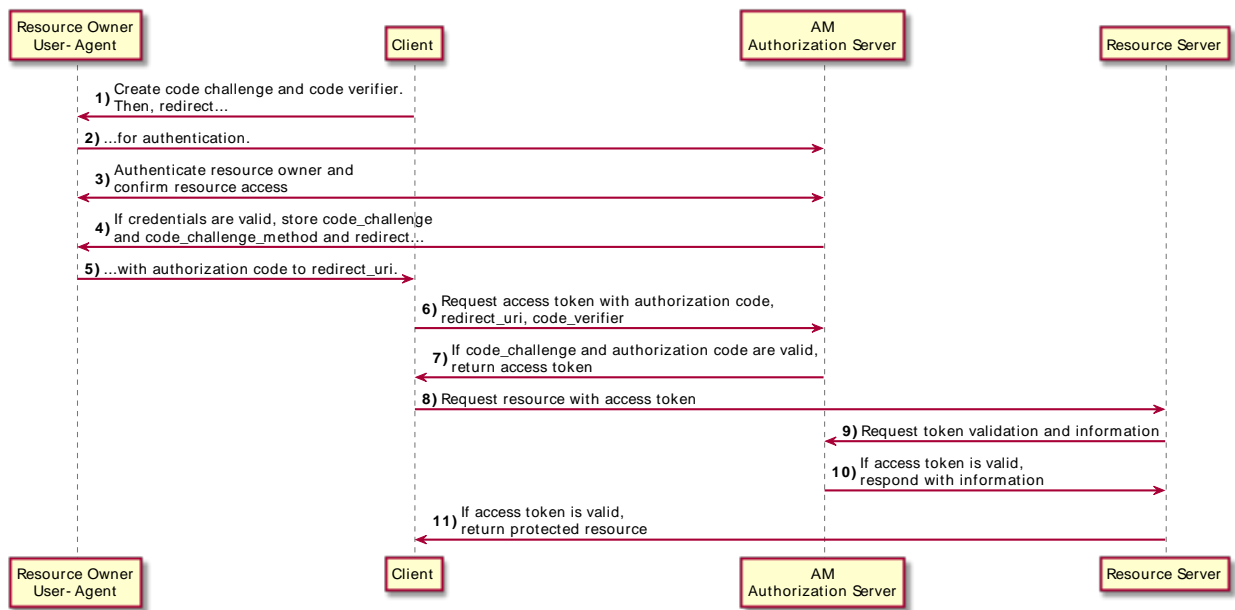 Resource Owner
User- Agent
Client
AM
Authorization Server
Resource Server
1) Create code challenge and code verifier.
Then, redirect...
2) ...for authentication.
3) Authenticate resource owner and
confirm resource access
4) If credentials are valid, store code_challenge
and code_challenge_method and redirect...
5) ...with authorization code to redirect_uri.
6) Request access token with authorization code,
redirect_uri, code_verifier
7) If code_challenge and authorization code are valid,
return access token
8) Request resource with access token
9) Request token validation and information
10) If access token is valid,
respond with information
11) If access token is valid,
return protected resource
Resource Owner
User- Agent
Client
AM
Authorization Server
Resource Server